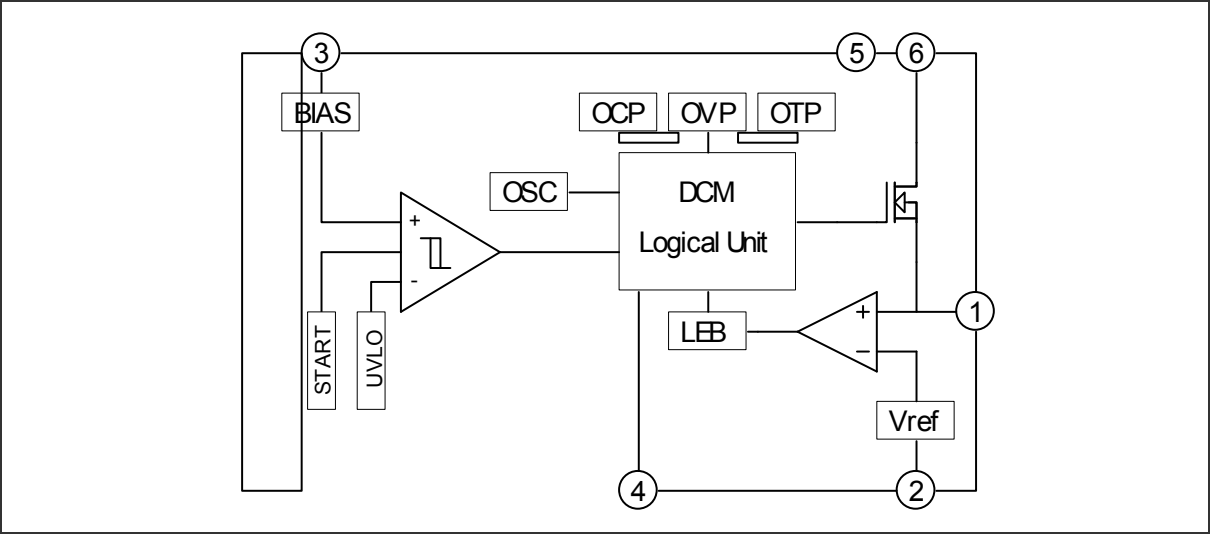 3
5
6
BIAS
OCP
OVP
OTP
OSC
DCM
Logical Unit
+
-
START
UVLO
LEB
+
−
1
Vref
4
2